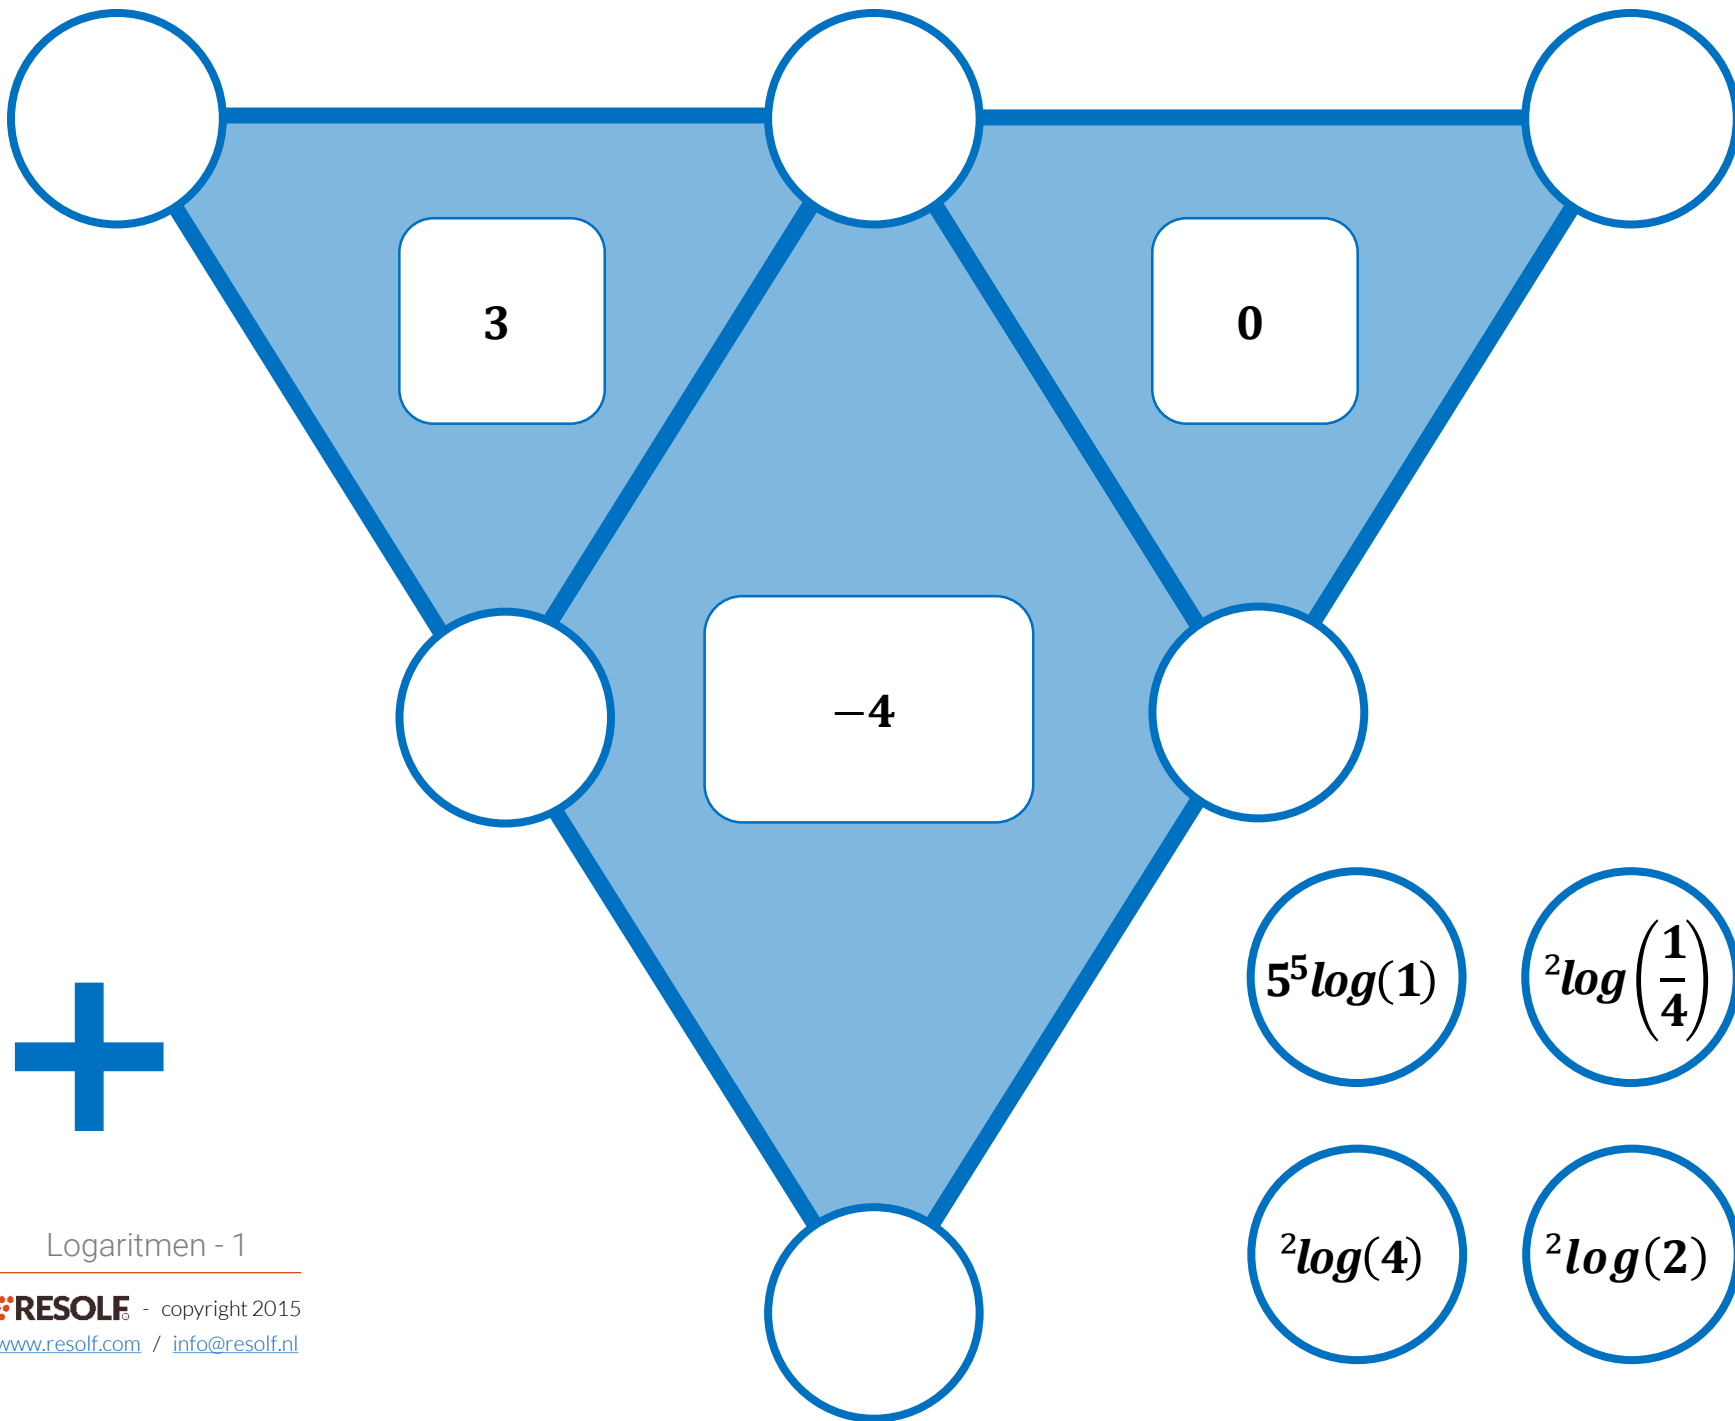 3
0
−4
5⁵log(1)
²log(1/4)
²log(4)
²log(2)
Logaritmen - 1
RESOLF - copyright 2015
www.resolf.com / info@resolf.nl